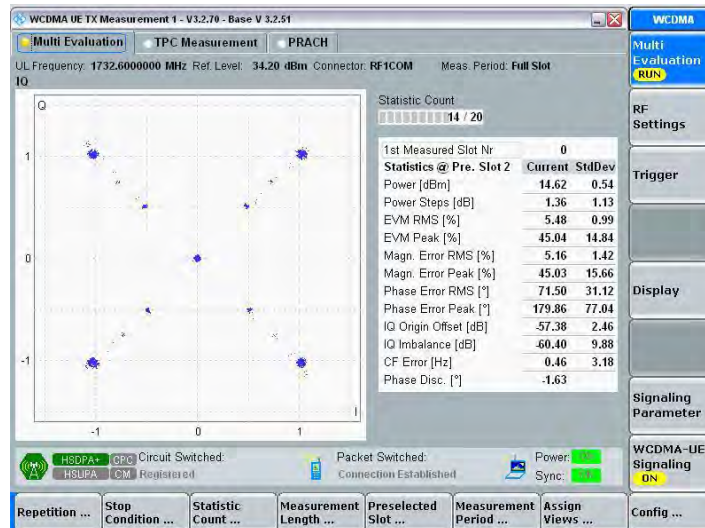 WCDMA UE TX Measurement 1 - V3.2.70 - Base V 3.2.51
WCDMA
Multi Evaluation
TPC Measurement
PRACH
UL Frequency: 1732.6000000 MHz Ref. Level: 34.20 dBm Connector: RF1COM Meas. Period: Full Slot
IQ
Q
1
0
-1
-1 0 1
I
Statistic Count
14 / 20
1st Measured Slot Nr 0
Statistics @ Pre. Slot 2 Current StdDev
Power [dBm] 14.62 0.54
Power Steps [dB] 1.36 1.13
EVM RMS [%] 5.48 0.99
EVM Peak [%] 45.04 14.84
Magn. Error RMS [%] 5.16 1.42
Magn. Error Peak [%] 45.03 15.66
Phase Error RMS [°] 71.50 31.12
Phase Error Peak [°] 179.86 77.04
IQ Origin Offset [dB] -57.38 2.46
IQ Imbalance [dB] -60.40 9.88
CF Error [Hz] 0.46 3.18
Phase Disc. [°] -1.63
Multi
Evaluation
RUN
RF
Settings
Trigger
Display
Signaling
Parameter
WCDMA-UE
Signaling
ON
HSDPA+ CPC Circuit Switched: Packet Switched: Power:
HSUPA CM Registered Connection Established Sync:
Repetition ...
Stop
Condition ...
Statistic
Count ...
Measurement
Length ...
Preselected
Slot ...
Measurement
Period ...
Assign
Views ...
Config ...